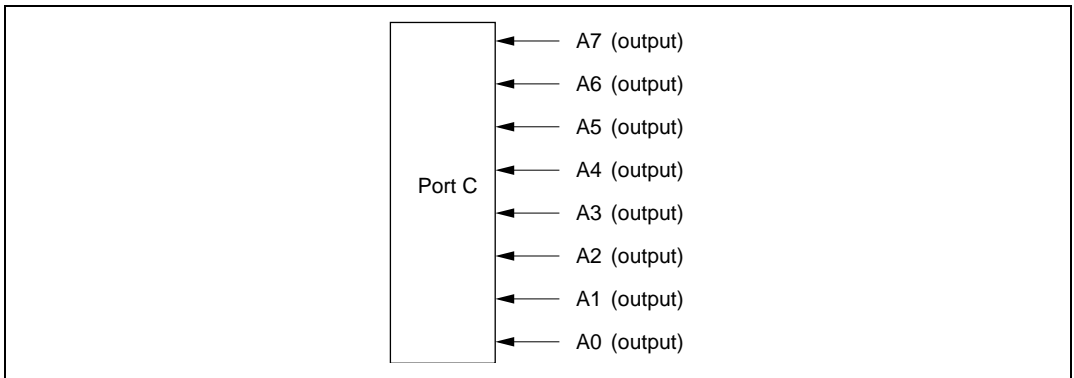 A7 (output)
A6 (output)
A5 (output)
A4 (output)
Port C
A3 (output)
A2 (output)
A1 (output)
A0 (output)